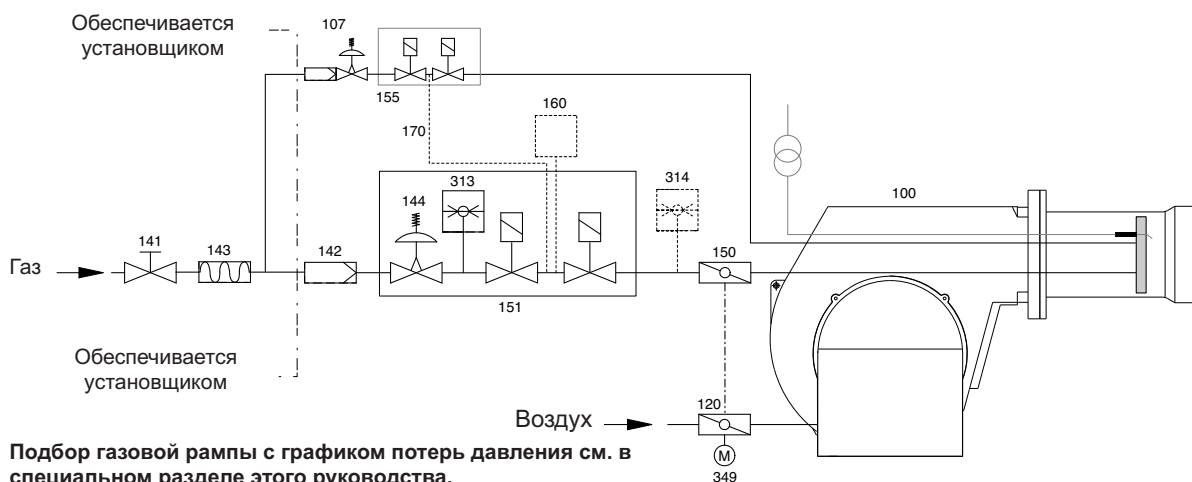 Обеспечивается
установщиком
107
155
160
170
313
314
144
100
141
143
142
150
Газ
151
Обеспечивается
установщиком
120
Воздух
M
349
Подбор газовой рампы с графиком потерь давления см. в
специальном разделе этого руководства.